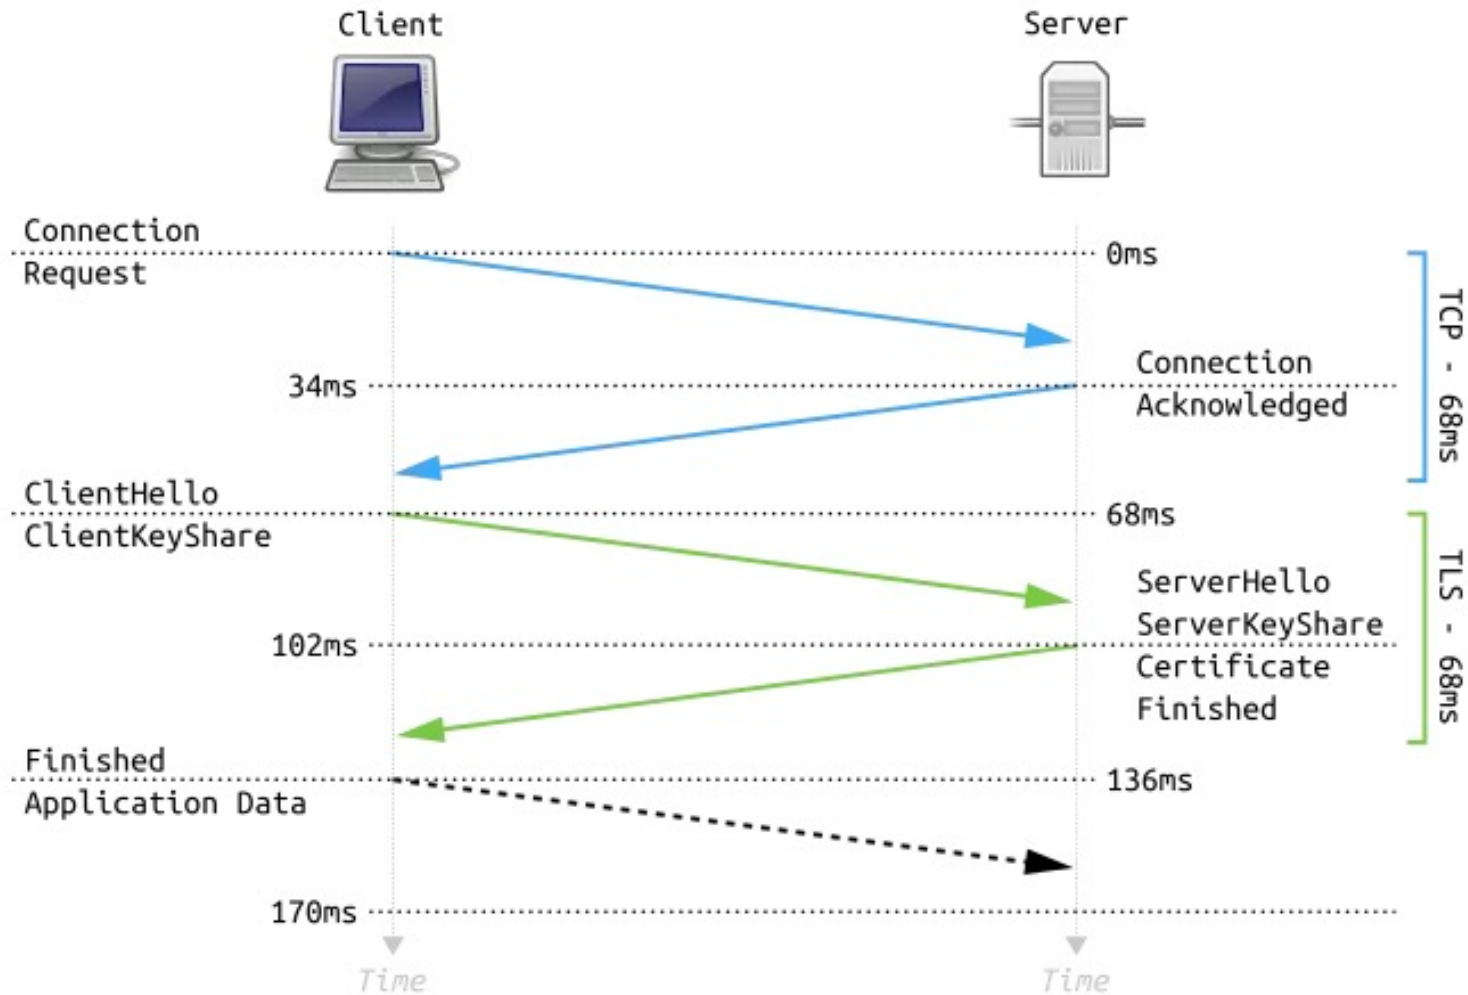 Client
Server
Connection
Request
0ms
Connection
Acknowledged
34ms
TCP - 68ms
ClientHello
ClientKeyShare
68ms
ServerHello
ServerKeyShare
Certificate
Finished
102ms
TLS - 68ms
Finished
Application Data
136ms
170ms
Time
Time